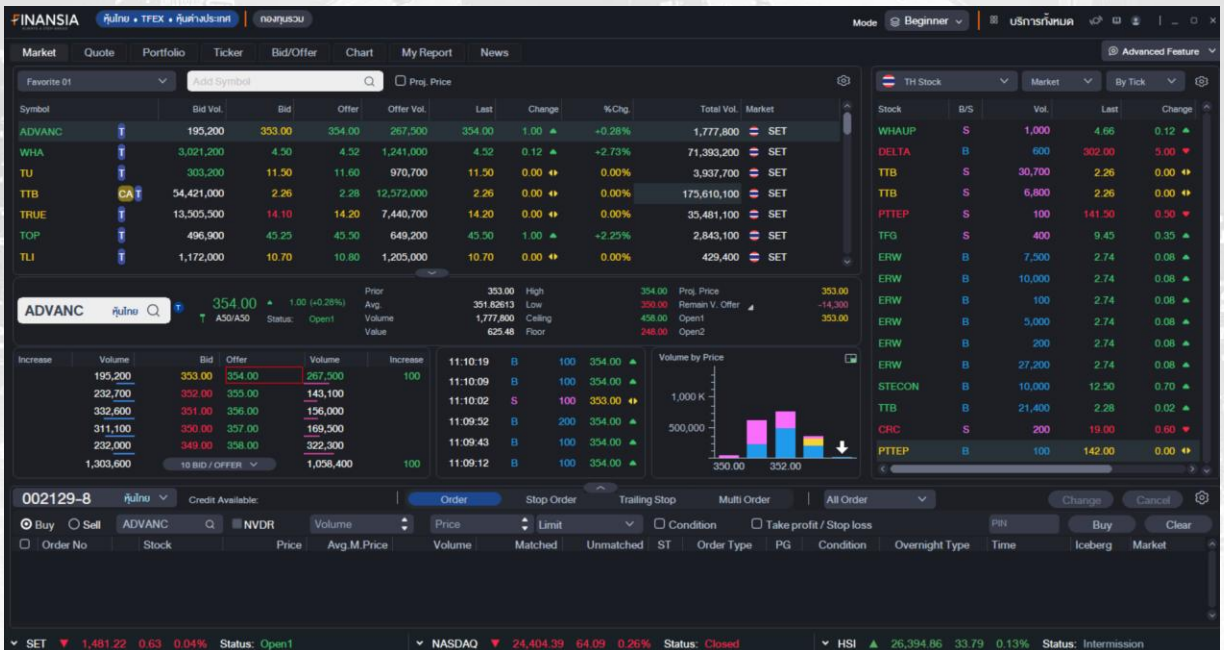 FINANSIA หุ้นไทย • TFEX • หุ้นต่างประเทศ กองทุนรวม Mode Beginner บริการทั้งหมด
Market Quote Portfolio Ticker Bid/Offer Chart My Report News Advanced Feature
Favorite 01 Add Symbol Proj. Price TH Stock Market By Tick
Symbol Bid Vol. Bid Offer Offer Vol. Last Change %Chg. Total Vol. Market
ADVANC T 195,200 353.00 354.00 267,500 354.00 1.00 +0.28% 1,777,800 SET
WHA T 3,021,200 4.50 4.52 1,241,000 4.52 0.12 +2.73% 71,393,200 SET
TU T 303,200 11.50 11.60 970,700 11.50 0.00 0.00% 3,937,700 SET
TTB CA T 54,421,000 2.26 2.28 12,572,000 2.26 0.00 0.00% 175,610,100 SET
TRUE T 13,505,500 14.10 14.20 7,440,700 14.20 0.00 0.00% 35,481,100 SET
TOP T 496,900 45.25 45.50 649,200 45.50 1.00 +2.25% 2,843,100 SET
TLI T 1,172,000 10.70 10.80 1,205,000 10.70 0.00 0.00% 429,400 SET
Stock B/S Vol. Last Change
WHAUP S 1,000 4.66 0.12
DELTA B 600 302.00 5.00
TTB S 30,700 2.26 0.00
TTB S 6,800 2.26 0.00
PTTEP S 100 141.50 0.50
TFG S 400 9.45 0.35
ERW B 7,500 2.74 0.08
ERW B 10,000 2.74 0.08
ERW B 100 2.74 0.08
ERW B 5,000 2.74 0.08
ERW B 200 2.74 0.08
ERW B 27,200 2.74 0.08
STECON B 10,000 12.50 0.70
TTB B 21,400 2.28 0.02
CRC S 200 19.00 0.60
PTTEP B 100 142.00 0.00
ADVANC หุ้นไทย T 354.00 1.00 (+0.28%)
A50/A50 Status: Open1
Prior 353.00 High 354.00 Proj. Price 353.00
Avg. 351.82613 Low 350.00 Remain V. Offer -14,300
Volume 1,777,800 Ceiling 458.00 Open1 353.00
Value 625.48 Floor 248.00 Open2
Increase Volume Bid Offer Volume Increase
195,200 353.00 354.00 267,500 100
232,700 352.00 355.00 143,100
332,600 351.00 356.00 156,000
311,100 350.00 357.00 169,500
232,000 349.00 358.00 322,300
1,303,600 10 BID / OFFER 1,058,400 100
11:10:19 B 100 354.00
11:10:09 B 100 354.00
11:10:02 S 100 353.00
11:09:52 B 200 354.00
11:09:43 B 100 354.00
11:09:12 B 100 354.00
Volume by Price
1,000 K
500,000
350.00 352.00
002129-8 หุ้นไทย Credit Available: Order Stop Order Trailing Stop Multi Order All Order Change Cancel
Buy Sell ADVANC NVDR Volume Price Limit Condition Take profit / Stop loss PIN Buy Clear
Order No Stock Price Avg.M.Price Volume Matched Unmatched ST Order Type PG Condition Overnight Type Time Iceberg Market
SET 1,481.22 0.63 0.04% Status: Open1 NASDAQ 24,404.39 64.09 0.26% Status: Closed HSI 26,394.86 33.79 0.13% Status: Intermission